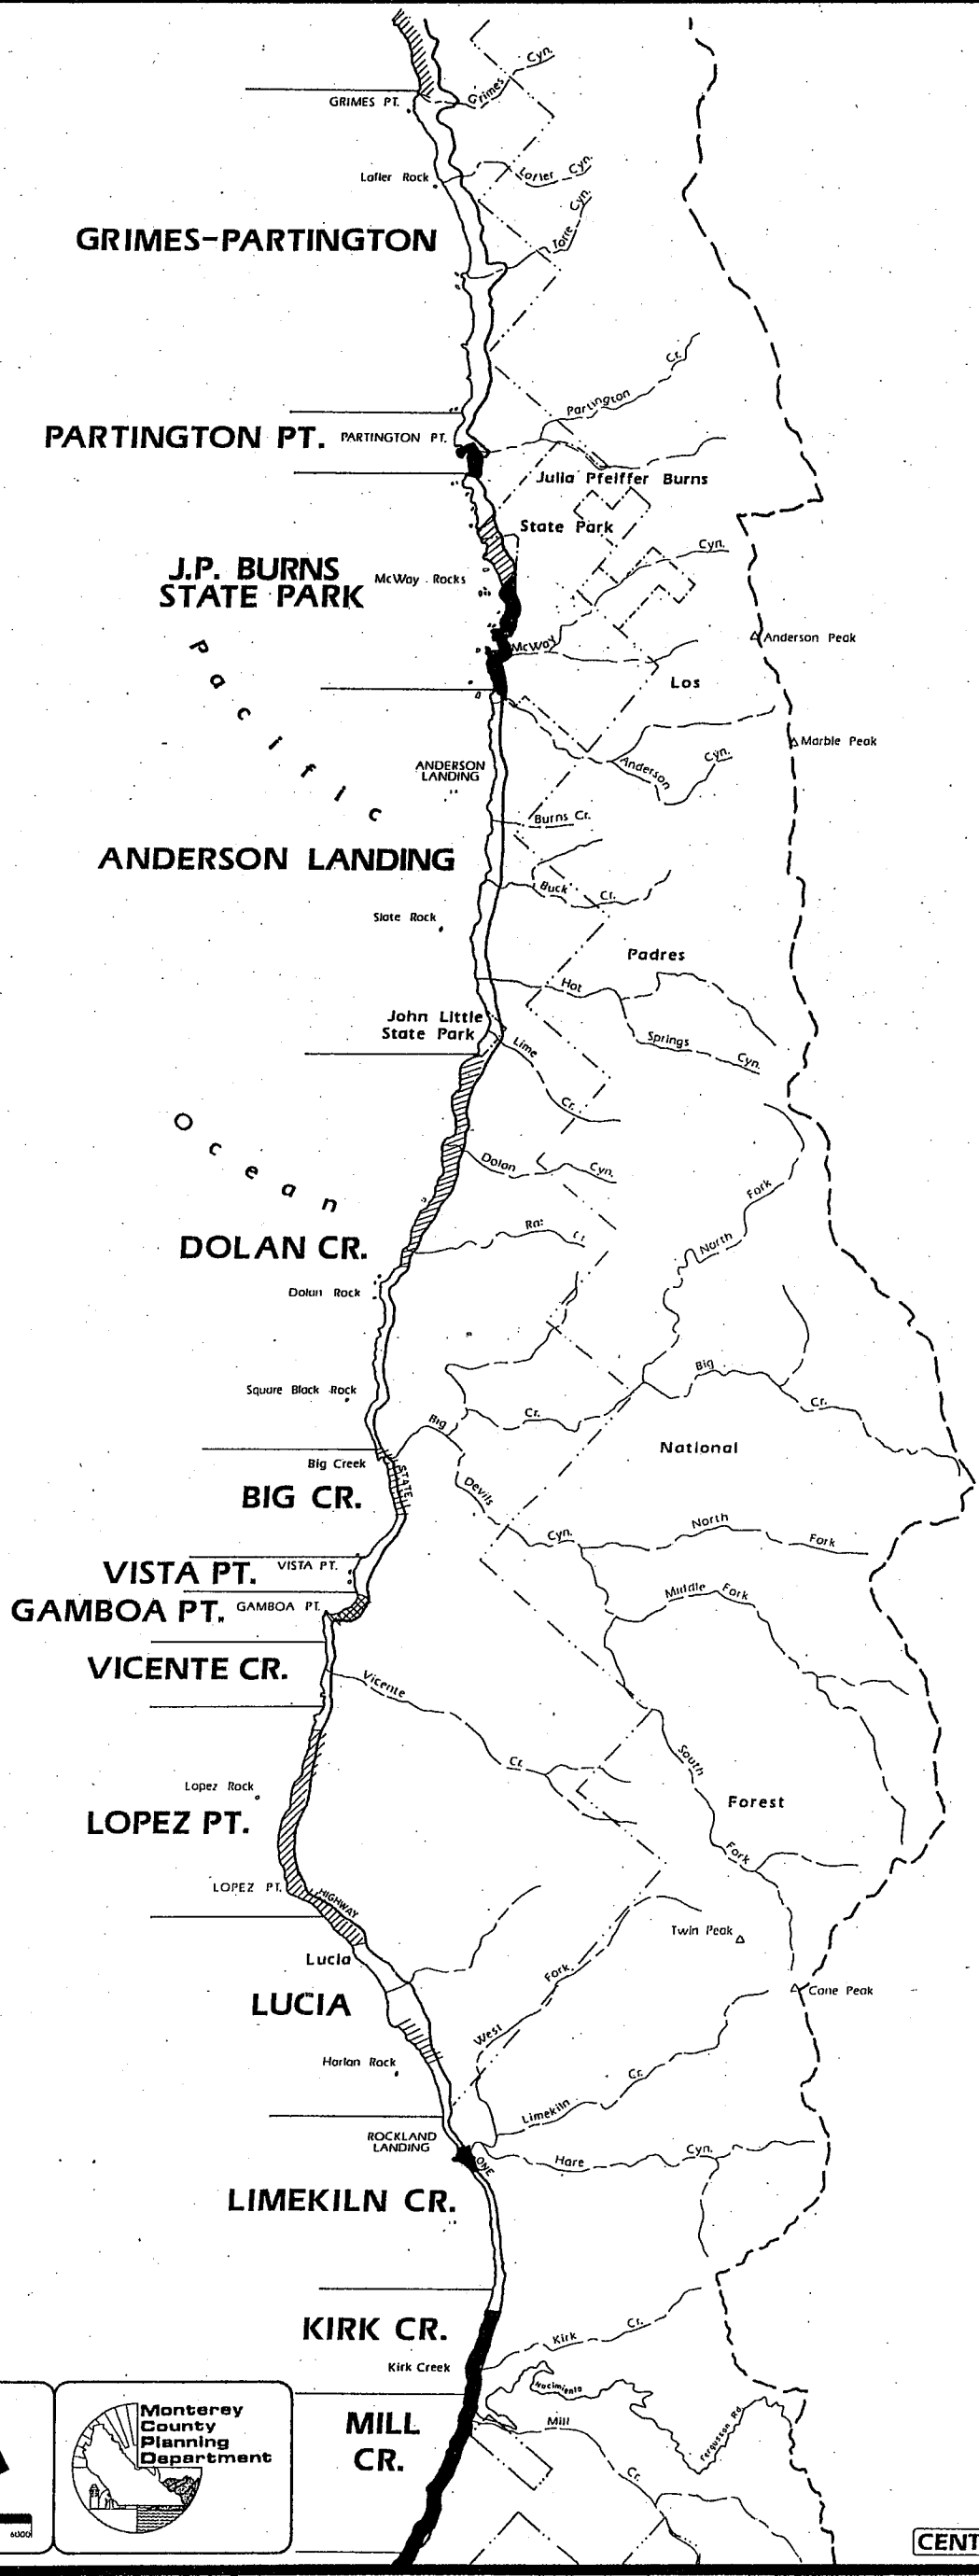 Cyn.
Grimes
GRIMES PT.
Lafler Rock
Lafler Cyn.
Cyn.
Torre
GRIMES-PARTINGTON
Cr.
Partington
PARTINGTON PT.
PARTINGTON PT.
Julia Pfeiffer Burns
State Park
Cyn.
J.P. BURNS
STATE PARK
McWay Rocks
McWay
Anderson Peak
Pacific
Los
Marble Peak
ANDERSON
LANDING
Anderson
Cyn.
Burns Cr.
ANDERSON LANDING
Buck Cr.
Slate Rock
Padres
Hot
Springs
Cyn.
John Little
State Park
Lime
Cr.
Ocean
Dolan Cyn.
Fork
North
DOLAN CR.
Dolan Rock
Big
Cr.
Square Black Rock
Big
Cr.
National
Big Creek
STATE
BIG CR.
Devils
Cyn.
North
Fork
VISTA PT.
VISTA PT.
GAMBOA PT.
GAMBOA PT.
Middle Fork
VICENTE CR.
Vicente
Cr.
South
Lopez Rock
LOPEZ PT.
Forest
Fork
LOPEZ PT.
HIGHWAY
Twin Peak
Lucia
Fork
Cone Peak
LUCIA
West
Harlan Rock
Cr.
Limekiln
ROCKLAND
LANDING
ONE
Hare
Cyn.
LIMEKILN CR.
KIRK CR.
Kirk
Cr.
Kirk Creek
Nacimiento
Fergusson Rd.
MILL
CR.
Mill
Cr.
Monterey
County
Planning
Department
6000
CENT